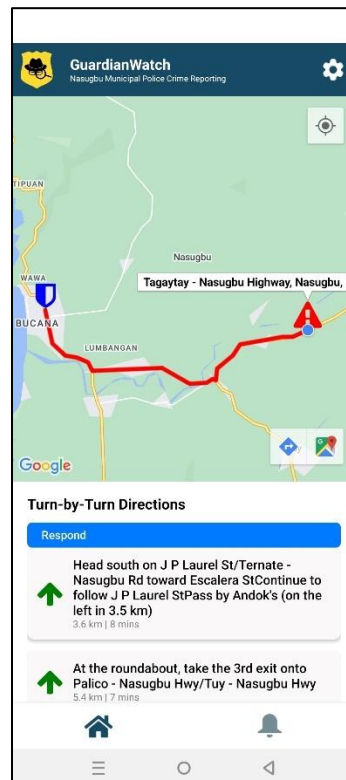 GuardianWatch
Nasugbu Municipal Police Crime Reporting
TIPUAN
Nasugbu
WAWA
Tagaytay - Nasugbu Highway, Nasugbu,
BUCANA
LUMBANGAN
Google
Turn-by-Turn Directions
Respond
Head south on J P Laurel St/Ternate -
Nasugbu Rd toward Escalera StContinue to
follow J P Laurel StPass by Andok's (on the
left in 3.5 km)
3.6 km | 8 mins
At the roundabout, take the 3rd exit onto
Palico - Nasugbu Hwy/Tuy - Nasugbu Hwy
5.4 km | 7 mins